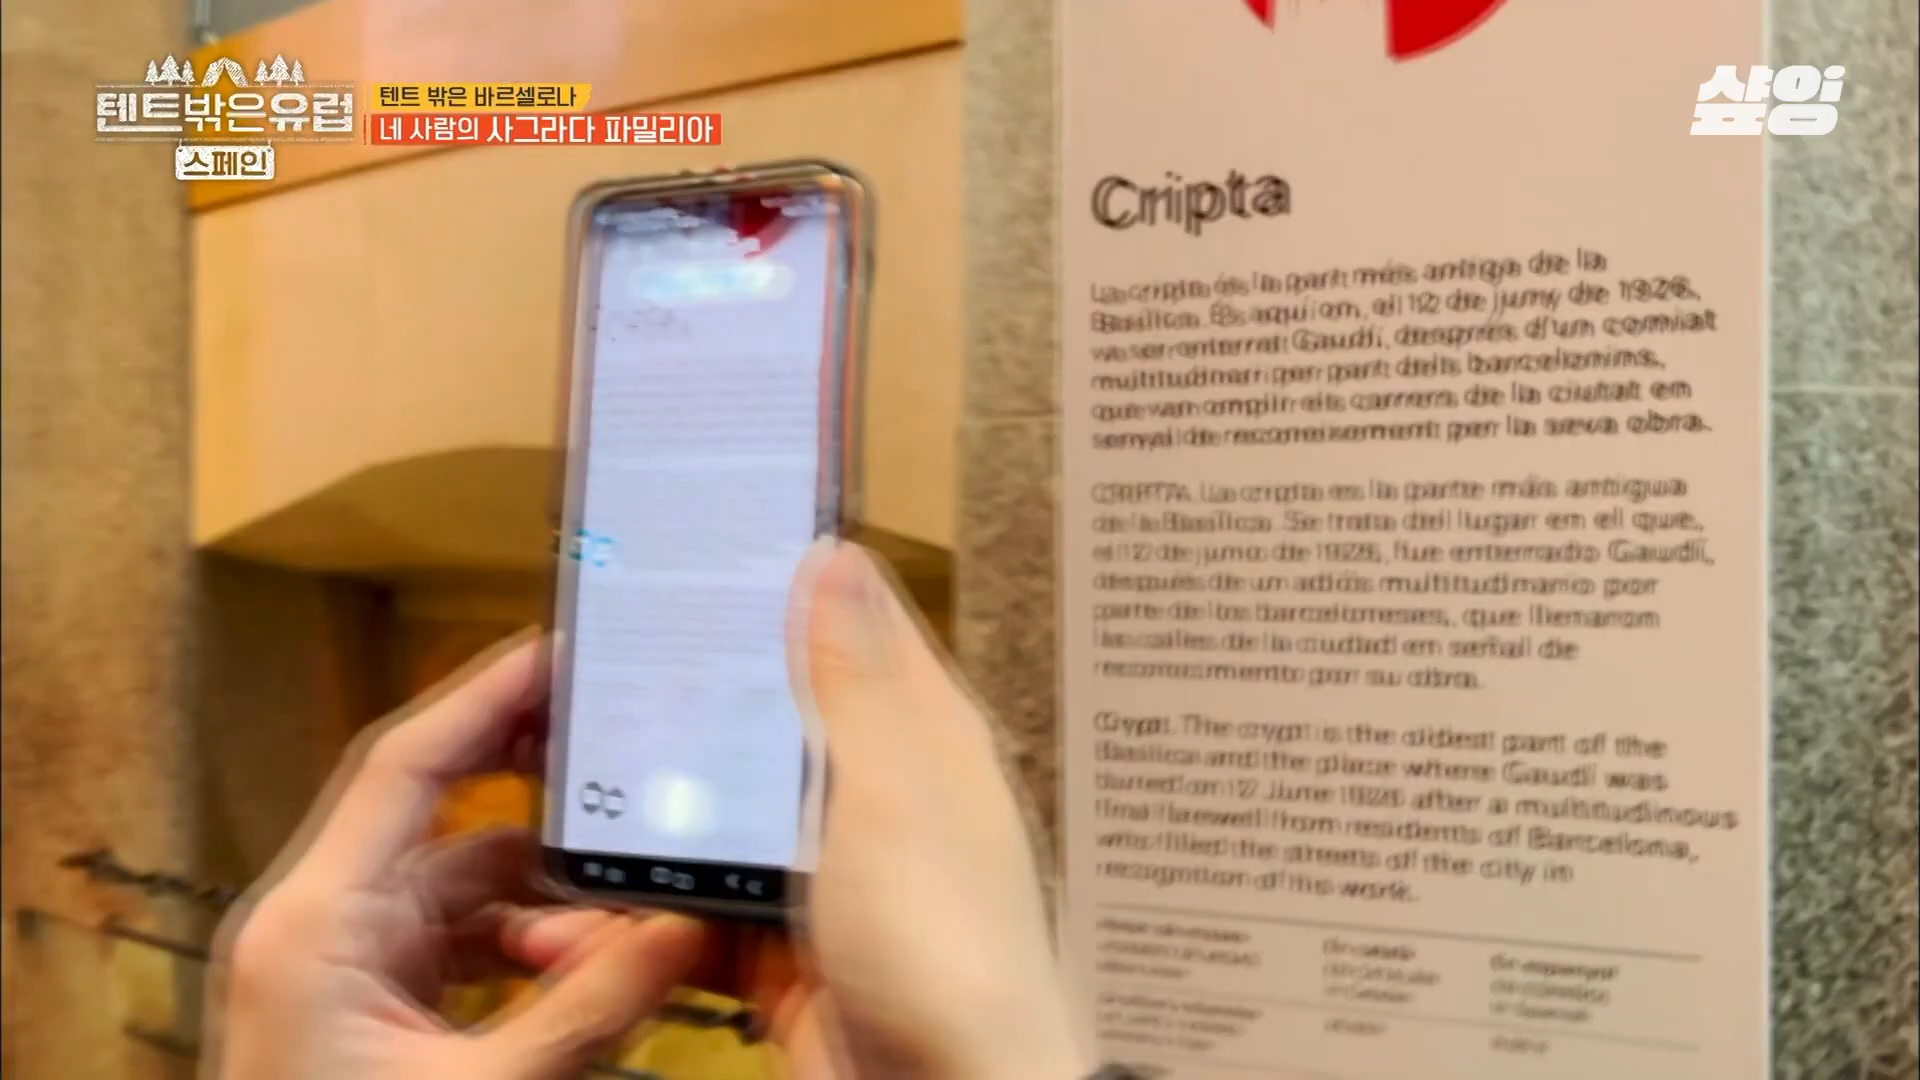 텐트밖은유럽
스페인
텐트 밖은 바르셀로나
네 사람의 사그라다 파밀리아
샾잉
Cripta
La cripta és la part més antiga de la
Basílica. És aquí on, el 12 de juny de 1926,
va ser enterrat Gaudí, després d'un comiat
multitudinari per part dels barcelonins,
que van omplir els carrers de la ciutat en
senyal de reconeixement per la seva obra.
CRIPTA. La cripta es la parte más antigua
de la Basílica. Se trata del lugar en el que,
el 12 de junio de 1926, fue enterrado Gaudí,
después de un adiós multitudinario por
parte de los barceloneses, que llenaron
las calles de la ciudad en señal de
reconocimiento por su obra.
Crypt. The crypt is the oldest part of the
Basilica and the place where Gaudí was
buried on 12 June 1926 after a multitudinous
final farewell from residents of Barcelona,
who filled the streets of the city in
recognition of his work.